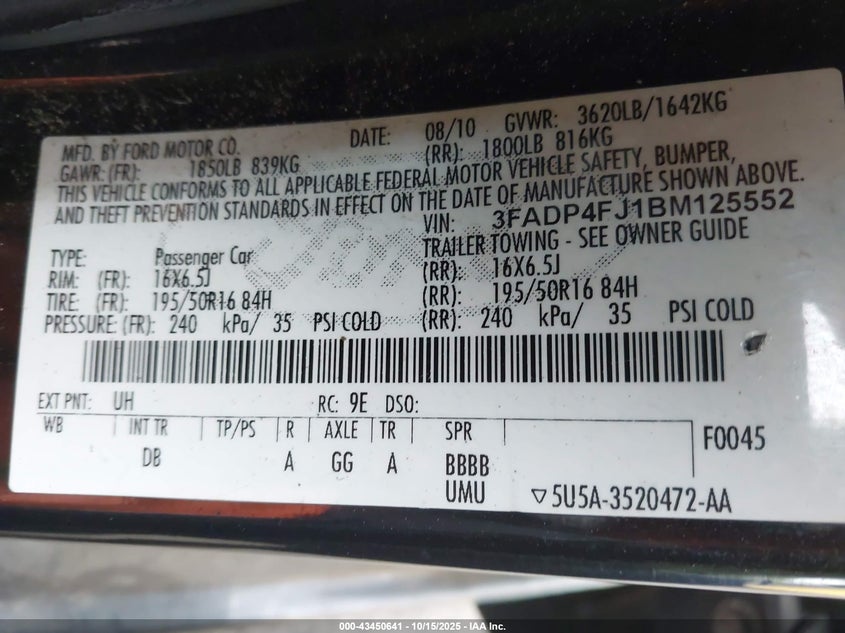 MFD. BY FORD MOTOR CO. DATE: 08/10 GVWR: 3620LB/1642KG
GAWR: (FR): 1850LB 839KG (RR): 1800LB 816KG
THIS VEHICLE CONFORMS TO ALL APPLICABLE FEDERAL MOTOR VEHICLE SAFETY, BUMPER,
AND THEFT PREVENTION STANDARDS IN EFFECT ON THE DATE OF MANUFACTURE SHOWN ABOVE.
VIN: 3FADP4FJ1BM125552
TYPE: Passenger Car TRAILER TOWING - SEE OWNER GUIDE
RIM: (FR): 16X6.5J (RR): 16X6.5J
TIRE: (FR): 195/50R16 84H (RR): 195/50R16 84H
PRESSURE: (FR): 240 kPa/ 35 PSI COLD (RR): 240 kPa/ 35 PSI COLD
EXT PNT: UH RC: 9E DSO:
WB INT TR TP/PS R AXLE TR SPR F0045
DB A GG A BBBB
UMU ▽5U5A-3520472-AA
000-43450641 - 10/15/2025 - IAA Inc.